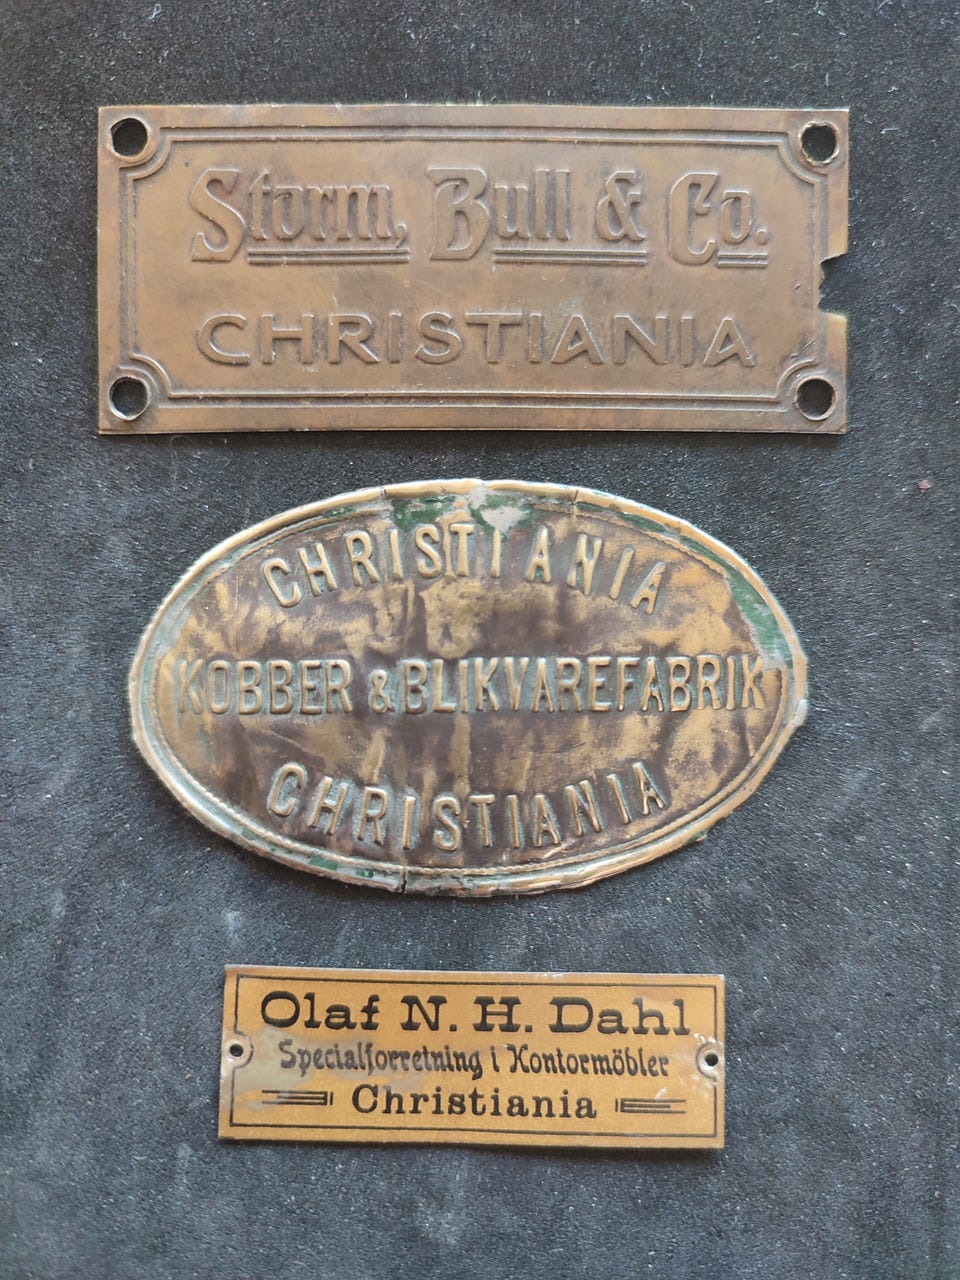 Storm, Bull & Co.
CHRISTIANIA
CHRISTIANIA
KOBBER & BLIKVAREFABRIK
CHRISTIANIA
Olaf N. H. Dahl
Specialforretning i Kontormöbler
Christiania